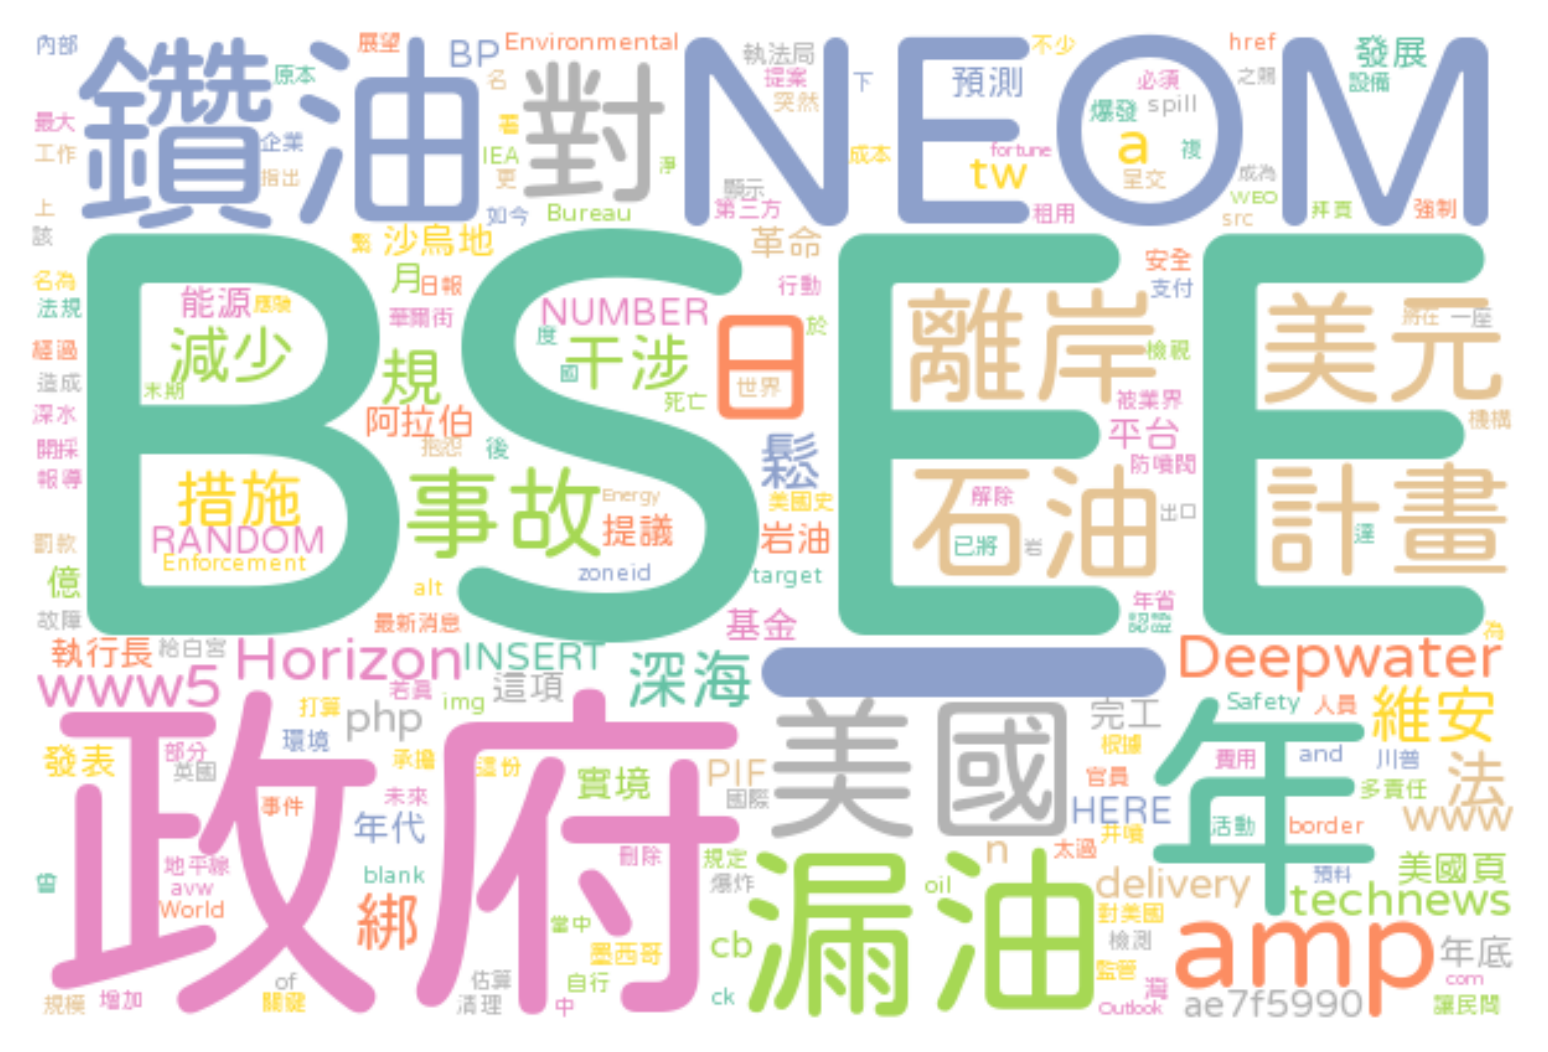 內部
鑽油
展望
BP
Environmental
對
NEOM
執法局
提案
突然
下
不少
預測
href
之間
發展
設備
原本
名
必須
爆發
spill
a
複
呈交
最大
工作
企業
指出
IEA
更
淨
成本
fortune
tw
成為
WEO
上
該
如今
Bureau
顯示
第三方
租用
src
拜頁
強制
沙烏地
革命
BSEE
安全
支付
名為
法規
能源
應驗
月
日報
華爾街
NUMBER
行動
於
離岸
美元
將在
一座
經過
造成
深水
減少
末期
規
度
國
干涉
死亡
日
世界
檢視
被業界
機構
開採
報導
阿拉伯
抱怨
後
鬆
平台
防噴閥
措施
事故
Energy
提議
美國史
岩油
石油
解除
已將
岩
出口
計畫
達
罰款
RANDOM
Enforcement
zoneid
target
億
故障
alt
最新消息
基金
年省
認證
為
執行長
給白宮
Horizon
INSERT
深海
Deepwater
www5
若真
img
這項
Safety
人員
維安
政府
打算
php
美國
完工
根據
年
發表
部分
英國
環境
承擔
這份
實境
PIF
國際
官員
費用
and
川普
法
事件
未來
年代
HERE
井噴
多責任
www
活動
border
地平線
avw
World
blank
刪除
規定
爆炸
漏油
n
太過
預料
美國頁
曾
綁
當中
oil
delivery
technews
墨西哥
cb
對美國
檢測
amp
年底
of
關鍵
估算
清理
自行
中
ck
監管
灣
Outlook
ae7f5990
com
讓民間
規模
增加